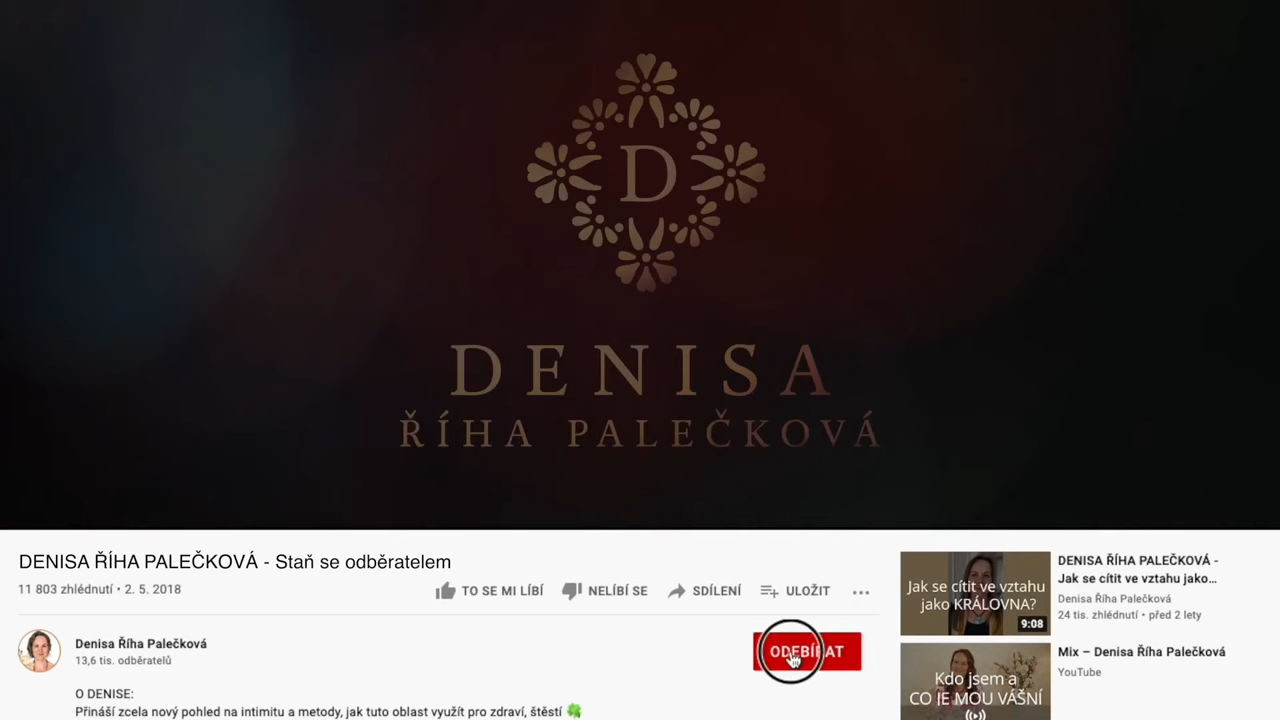 D
DENISA
ŘÍHA PALEČKOVÁ
DENISA ŘÍHA PALEČKOVÁ - Staň se odběratelem
11 803 zhlédnutí • 2. 5. 2018
TO SE MI LÍBÍ
NELÍBÍ SE
SDÍLENÍ
ULOŽIT
Denisa Říha Palečková
13,6 tis. odběratelů
ODEBÍRAT
O DENISE:
Přináší zcela nový pohled na intimitu a metody, jak tuto oblast využít pro zdraví, štěstí 🍀
Jak se cítit ve vztahu
jako KRÁLOVNA?
9:08
DENISA ŘÍHA PALEČKOVÁ -
Jak se cítit ve vztahu jako…
Denisa Říha Palečková
24 tis. zhlédnutí • před 2 lety
Kdo jsem a
CO JE MOU VÁŠNÍ
Mix – Denisa Říha Palečková
YouTube